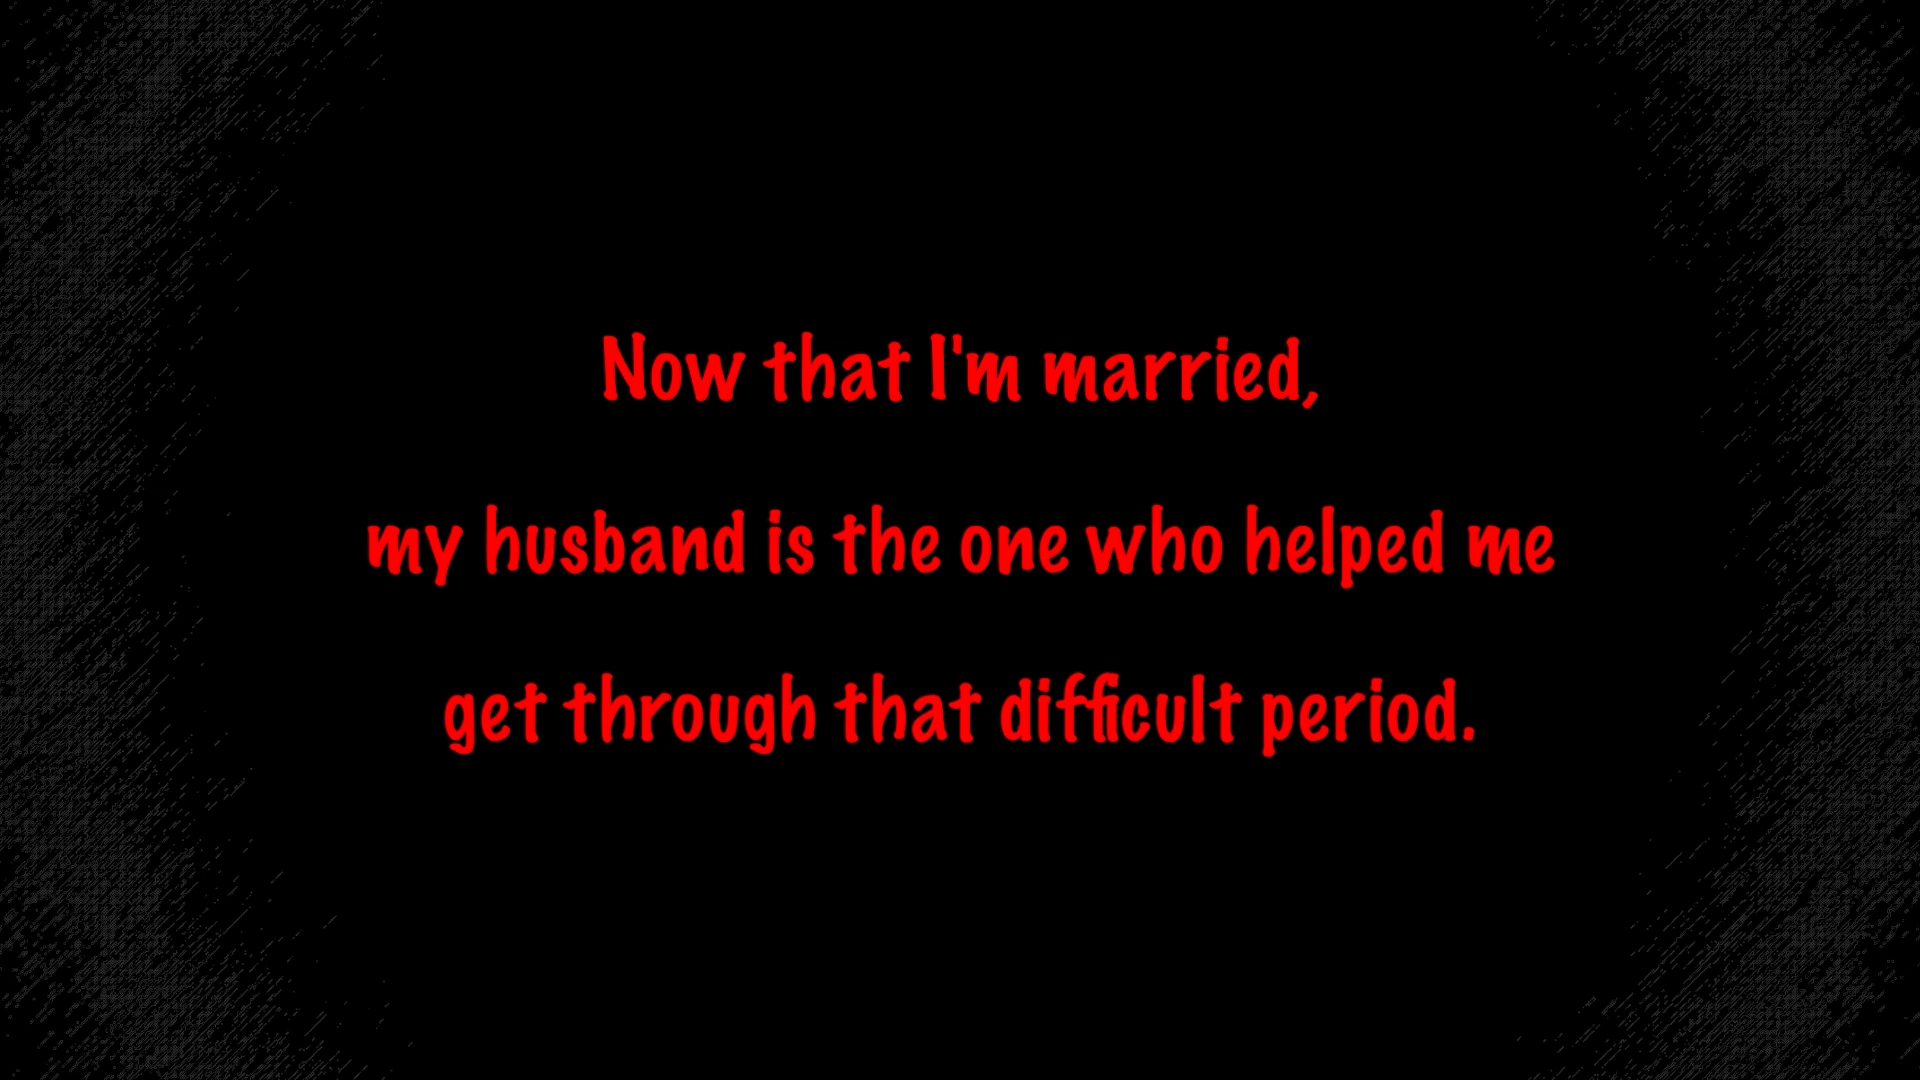 Now that I'm married,
my husband is the one who helped me
get through that difficult period.